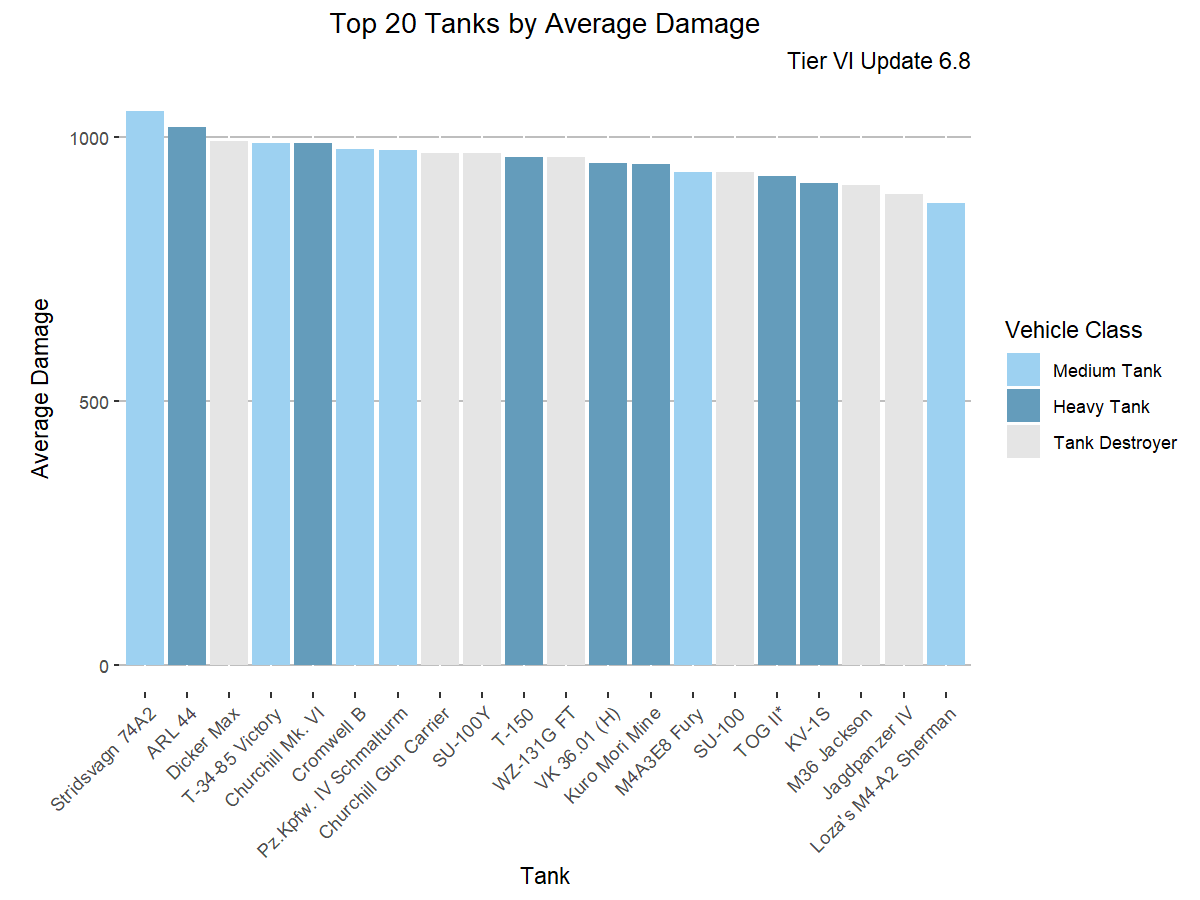 Top 20 Tanks by Average Damage
Tier VI Update 6.8
Average Damage
1000
500
0
Stridsvagn 74A2
ARL 44
Dicker Max
T-34-85 Victory
Churchill Mk. VI
Cromwell B
Pz.Kpfw. IV Schmalturm
Churchill Gun Carrier
SU-100Y
T-150
WZ-131G FT
VK 36.01 (H)
Kuro Mori Mine
M4A3E8 Fury
SU-100
TOG II*
KV-1S
M36 Jackson
Jagdpanzer IV
Loza's M4-A2 Sherman
Tank
Vehicle Class
Medium Tank
Heavy Tank
Tank Destroyer